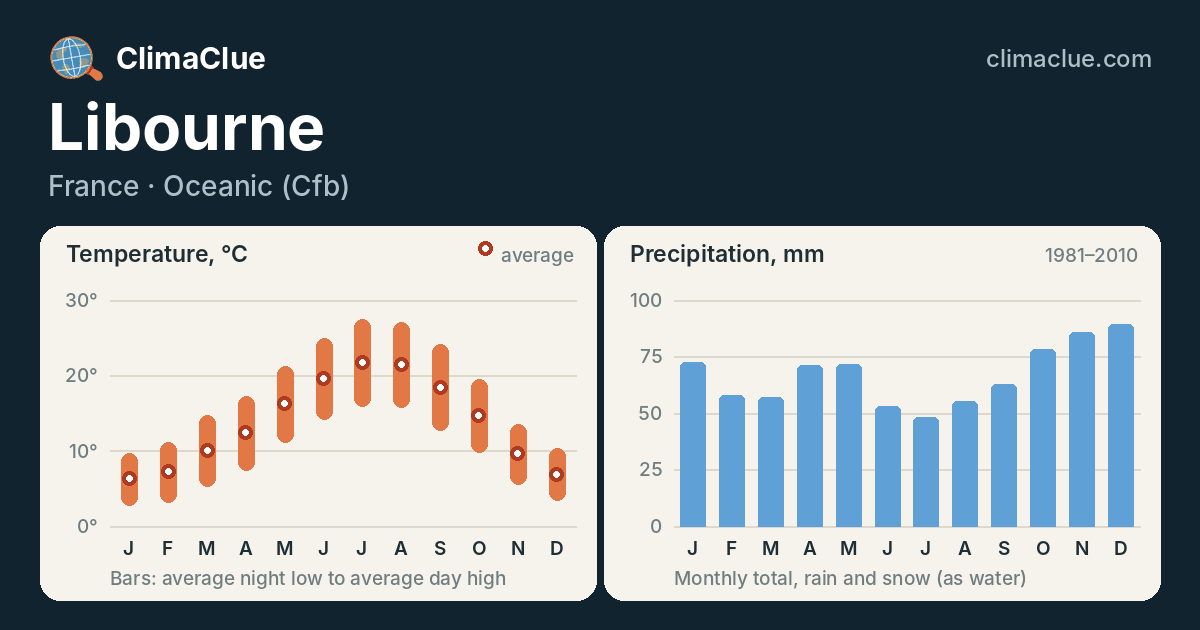 ClimaClue
climaclue.com
Libourne
France · Oceanic (Cfb)
Temperature, °C
average
30°
20°
10°
0°
J F M A M J J A S O N D
Bars: average night low to average day high
Precipitation, mm
1981–2010
100
75
50
25
0
J F M A M J J A S O N D
Monthly total, rain and snow (as water)